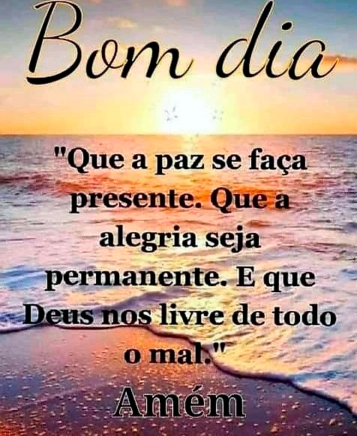 Bom dia
"Que a paz se faça
presente. Que a
alegria seja
permanente. E que
Deus nos livre de todo
o mal."
Amém